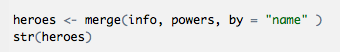 heroes <- merge(info, powers, by = "name" )
str(heroes)